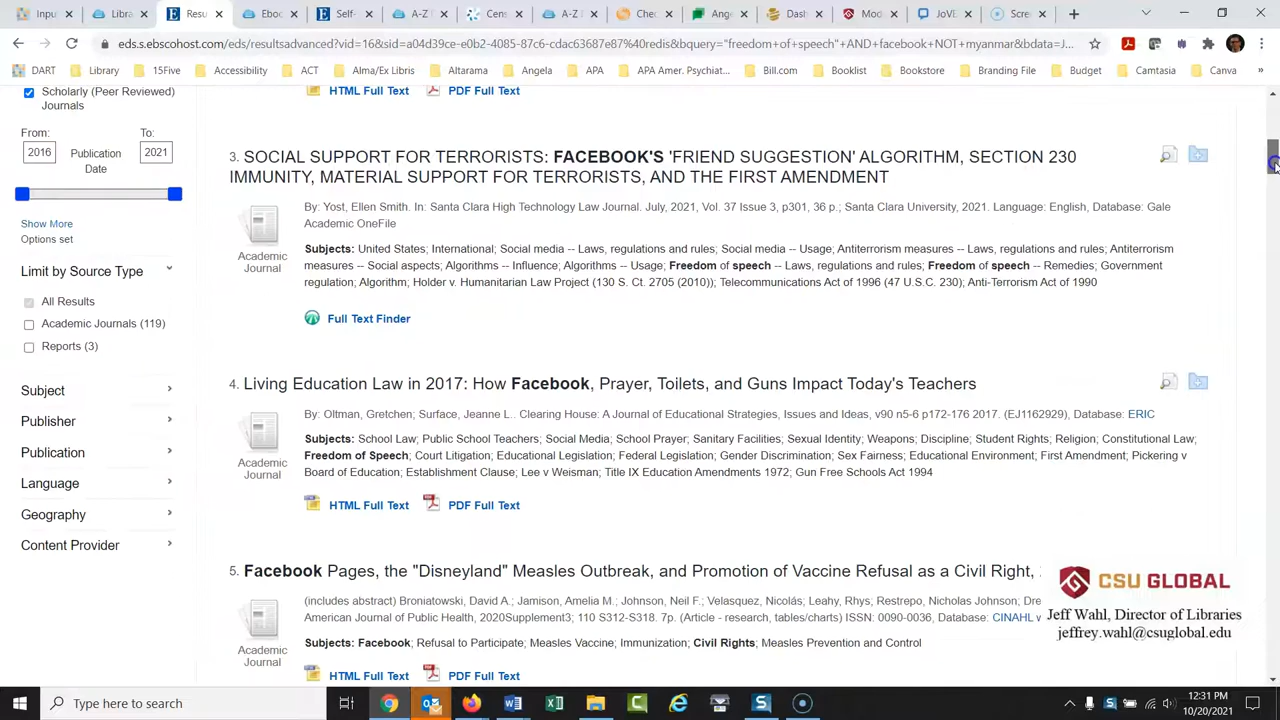 Libra
Resu
Eboo
Self-
A-Z
Cens
A-Z
Chec
Ange
Dash
Mod
JoVE
Scre
eds.ebscohost.com/eds/resultsadvanced?vid=16&sid=
bquery="freedom+of+speech"+AND+facebook+NOT+myanmar&bdata=J...
DART
Library
15Five
Accessibility
ACT
Alma/Ex Libris
Altarama
Angela
APA
APA Amer. Psychiat...
Bill.com
Booklist
Bookstore
Branding File
Budget
Camtasia
Canva
»
Scholarly (Peer Reviewed)
Journals
From:
To:
2016
Publication
Date
2021
Show More
Options set
Limit by Source Type
All Results
Academic Journals (119)
Reports (3)
Subject
Publisher
Publication
Language
Geography
Content Provider
HTML Full Text PDF Full Text
3. SOCIAL SUPPORT FOR TERRORISTS: FACEBOOK'S 'FRIEND SUGGESTION' ALGORITHM, SECTION 230
IMMUNITY, MATERIAL SUPPORT FOR TERRORISTS, AND THE FIRST AMENDMENT
Academic
Journal
By: Yost, Ellen Smith. In: Santa Clara High Technology Law Journal. July, 2021, Vol. 37 Issue 3, p301, 36 p.; Santa Clara University, 2021. Language: English, Database: Gale
Academic OneFile
Subjects: United States; International; Social media -- Laws, regulations and rules; Social media -- Usage; Antiterrorism measures -- Laws, regulations and rules; Antiterrorism
measures -- Social aspects; Algorithms -- Influence; Algorithms -- Usage; Freedom of speech -- Laws, regulations and rules; Freedom of speech -- Remedies; Government
regulation; Algorithm; Holder v. Humanitarian Law Project (130 S. Ct. 2705 (2010)); Telecommunications Act of 1996 (47 U.S.C. 230); Anti-Terrorism Act of 1990
Full Text Finder
4. Living Education Law in 2017: How Facebook, Prayer, Toilets, and Guns Impact Today's Teachers
Academic
Journal
By: Oltman, Gretchen; Surface, Jeanne L.. Clearing House: A Journal of Educational Strategies, Issues and Ideas, v90 n5-6 p172-176 2017. (EJ1162929), Database: ERIC
Subjects: School Law; Public School Teachers; Social Media; School Prayer; Sanitary Facilities; Sexual Identity; Weapons; Discipline; Student Rights; Religion; Constitutional Law;
Freedom of Speech; Court Litigation; Educational Legislation; Federal Legislation; Gender Discrimination; Sex Fairness; Educational Environment; First Amendment; Pickering v
Board of Education; Establishment Clause; Lee v Weisman; Title IX Education Amendments 1972; Gun Free Schools Act 1994
HTML Full Text PDF Full Text
5. Facebook Pages, the "Disneyland" Measles Outbreak, and Promotion of Vaccine Refusal as a Civil Right,
Academic
Journal
(includes abstract) Broniatowski, David A.; Jamison, Amelia M.; Johnson, Neil F.; Velasquez, Nicolás; Leahy, Rhys; Restrepo, Nicholas Johnson; Dre
American Journal of Public Health, 2020Supplement3; 110 S312-S318. 7p. (Article - research, tables/charts) ISSN: 0090-0036, Database: CINAHL w
Subjects: Facebook; Refusal to Participate; Measles Vaccine; Immunization; Civil Rights; Measles Prevention and Control
HTML Full Text PDF Full Text
CSU GLOBAL
Jeff Wahl, Director of Libraries
jeffrey.wahl@csuglobal.edu
Type here to search
12:31 PM
10/20/2021